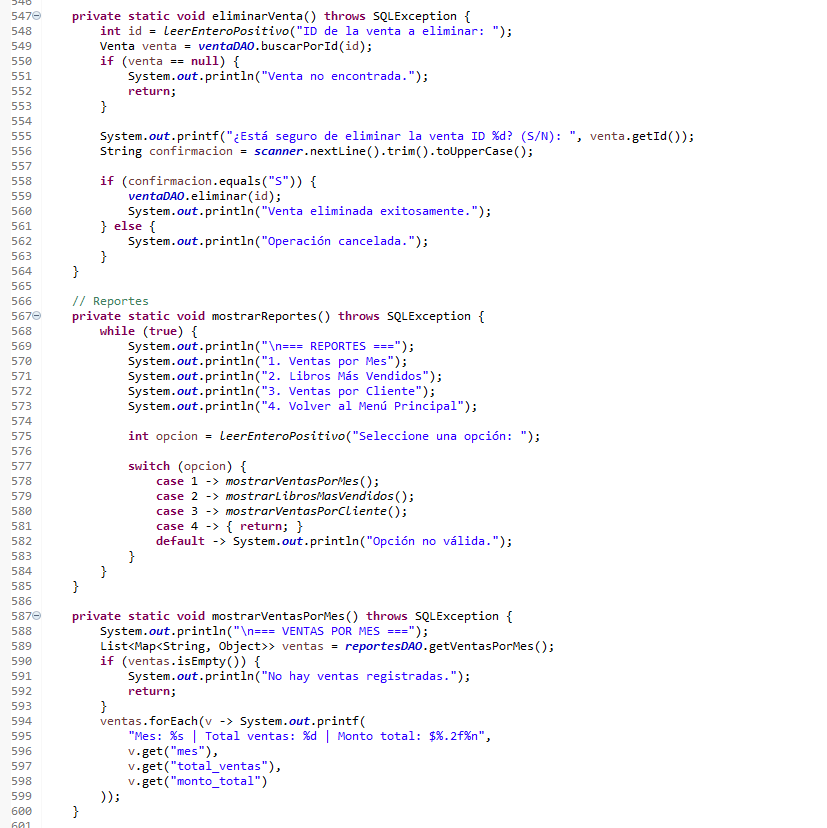 546
547    private static void eliminarVenta() throws SQLException {
548        int id = leerEnteroPositivo("ID de la venta a eliminar: ");
549        Venta venta = ventaDAO.buscarPorId(id);
550        if (venta == null) {
551            System.out.println("Venta no encontrada.");
552            return;
553        }
554
555        System.out.printf("¿Está seguro de eliminar la venta ID %d? (S/N): ", venta.getId());
556        String confirmacion = scanner.nextLine().trim().toUpperCase();
557
558        if (confirmacion.equals("S")) {
559            ventaDAO.eliminar(id);
560            System.out.println("Venta eliminada exitosamente.");
561        } else {
562            System.out.println("Operación cancelada.");
563        }
564    }
565
566    // Reportes
567    private static void mostrarReportes() throws SQLException {
568        while (true) {
569            System.out.println("\n=== REPORTES ===");
570            System.out.println("1. Ventas por Mes");
571            System.out.println("2. Libros Más Vendidos");
572            System.out.println("3. Ventas por Cliente");
573            System.out.println("4. Volver al Menú Principal");
574
575            int opcion = leerEnteroPositivo("Seleccione una opción: ");
576
577            switch (opcion) {
578                case 1 -> mostrarVentasPorMes();
579                case 2 -> mostrarLibrosMasVendidos();
580                case 3 -> mostrarVentasPorCliente();
581                case 4 -> { return; }
582                default -> System.out.println("Opción no válida.");
583            }
584        }
585    }
586
587    private static void mostrarVentasPorMes() throws SQLException {
588        System.out.println("\n=== VENTAS POR MES ===");
589        List<Map<String, Object>> ventas = reportesDAO.getVentasPorMes();
590        if (ventas.isEmpty()) {
591            System.out.println("No hay ventas registradas.");
592            return;
593        }
594        ventas.forEach(v -> System.out.printf(
595            "Mes: %s | Total ventas: %d | Monto total: $%.2f%n",
596            v.get("mes"),
597            v.get("total_ventas"),
598            v.get("monto_total")
599        ));
600    }
601